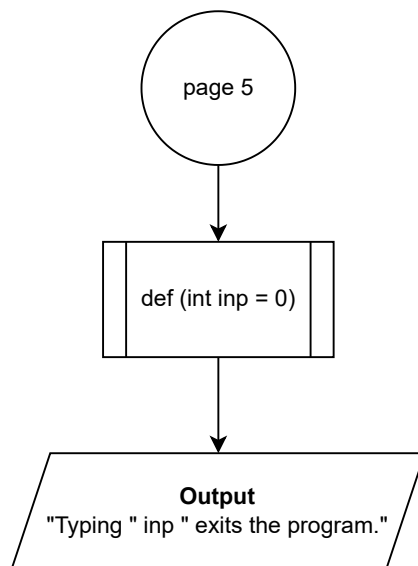 page 5
def (int inp = 0)
Output
"Typing " inp " exits the program."